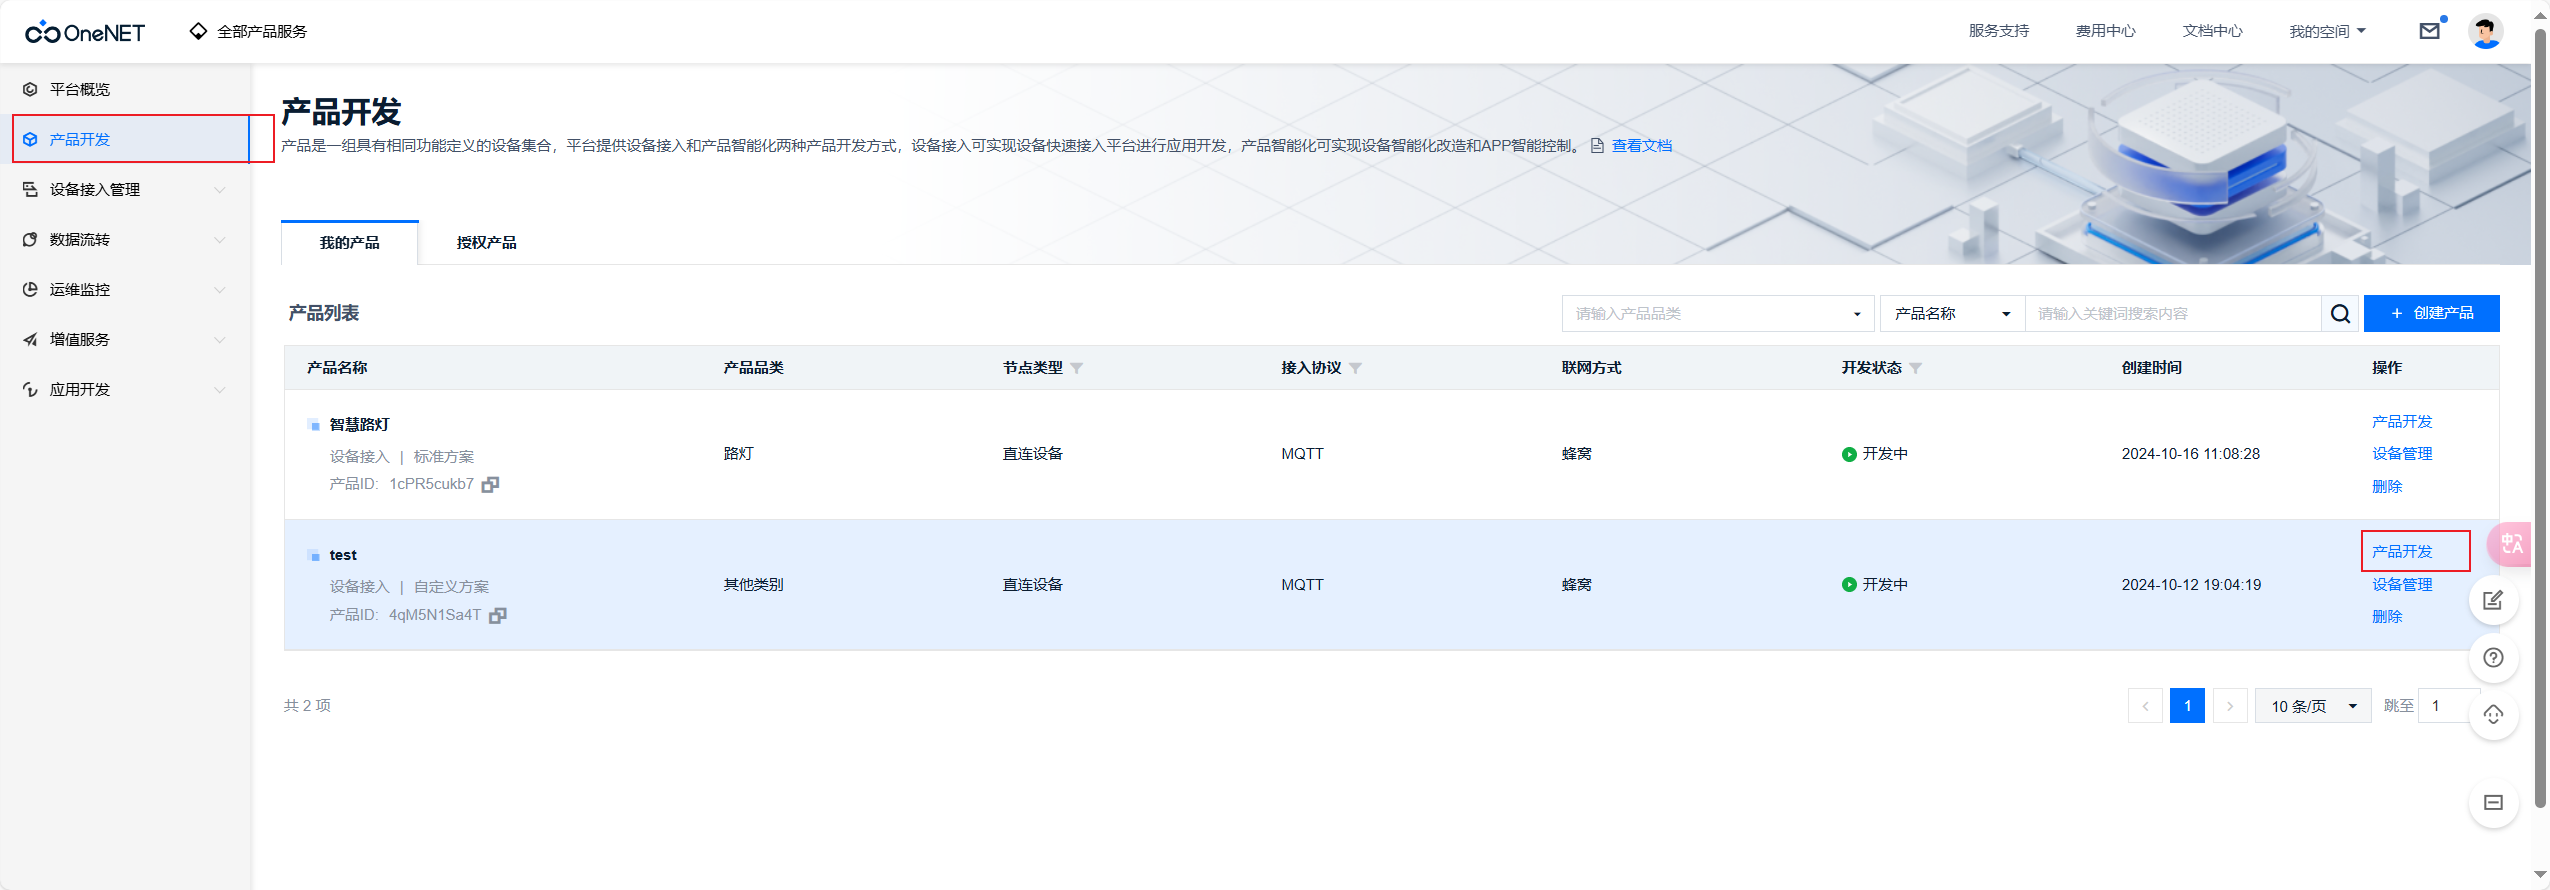 OneNET 全部产品服务 服务支持 费用中心 文档中心 我的空间
平台概览
产品开发
设备接入管理
数据流转
运维监控
增值服务
应用开发
产品开发
产品是一组具有相同功能定义的设备集合，平台提供设备接入和产品智能化两种产品开发方式，设备接入可实现设备快速接入平台进行应用开发，产品智能化可实现设备智能化改造和APP智能控制。 查看文档
我的产品 授权产品
产品列表 请输入产品品类 产品名称 请输入关键词搜索内容 + 创建产品
产品名称 产品品类 节点类型 接入协议 联网方式 开发状态 创建时间 操作
智慧路灯
设备接入 | 标准方案
产品ID: 1cPR5cukb7
路灯 直连设备 MQTT 蜂窝 开发中 2024-10-16 11:08:28
产品开发
设备管理
删除
test
设备接入 | 自定义方案
产品ID: 4qM5N1Sa4T
其他类别 直连设备 MQTT 蜂窝 开发中 2024-10-12 19:04:19
产品开发
设备管理
删除
中A
共 2 项 < 1 > 10 条/页 跳至 1